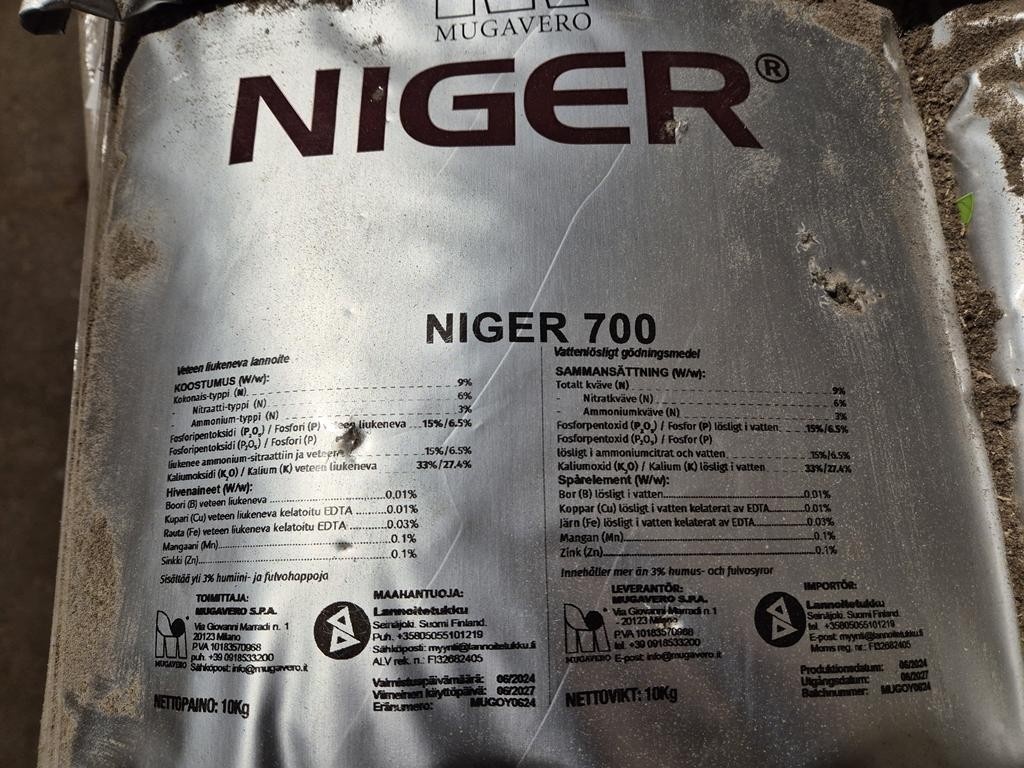 MUGAVERO
NIGER®
NIGER 700
Veteen liukeneva lannoite
KOOSTUMUS (W/w):
Kokonais-typpi (N) 9%
- Nitraatti-typpi (N) 6%
- Ammonium-typpi (N) 3%
Fosforipentoksidi (P₂O₅) / Fosfori (P) veteen liukeneva 15%/6.5%
Fosforipentoksidi (P₂O₅) / Fosfori (P)
liukenee ammonium-sitraattiin ja veteen 15%/6.5%
Kaliumoksidi (K₂O) / Kalium (K) veteen liukeneva 33%/27.4%
Hivenaineet (W/w):
Boori (B) veteen liukeneva 0.01%
Kupari (Cu) veteen liukeneva kelatoitu EDTA 0.01%
Rauta (Fe) veteen liukeneva kelatoitu EDTA 0.03%
Mangaani (Mn) 0.1%
Sinkki (Zn) 0.1%
Sisältää yli 3% humiini- ja fulvohappoja
TOIMITTAJA:
MUGAVERO S.P.A.
Via Giovanni Marradi n. 1
20123 Milano
P.VA 10183570968
puh. +39 0918533200
Sähköposti: info@mugavero.it
MUGAVERO
MAAHANTUOJA:
Lannoitetukku
Seinäjoki, Suomi Finland.
Puh. +35805055101219
Sähköposti: myynti@lannoitetukku.fi
ALV rek. n.: FI32682405
Valmistuspäivämäärä: 06/2024
Viimeinen käyttöpäivä: 06/2027
Eränumero: MUGOY0624
NETTOPAINO: 10Kg
Vattenlösligt gödningsmedel
SAMMANSÄTTNING (W/w):
Totalt kväve (N) 9%
- Nitratkväve (N) 6%
- Ammoniumkväve (N) 3%
Fosforpentoxid (P₂O₅) / Fosfor (P) lösligt i vatten 15%/6.5%
Fosforpentoxid (P₂O₅) / Fosfor (P)
lösligt i ammoniumcitrat och vatten 15%/6.5%
Kaliumoxid (K₂O) / Kalium (K) lösligt i vatten 33%/27.4%
Spårelement (W/w):
Bor (B) lösligt i vatten 0.01%
Koppar (Cu) lösligt i vatten kelaterat av EDTA 0.01%
Järn (Fe) lösligt i vatten kelaterat av EDTA 0.03%
Mangan (Mn) 0.1%
Zink (Zn) 0.1%
Innehåller mer än 3% humus- och fulvosyror
LEVERANTÖR:
MUGAVERO S.P.A.
Via Giovanni Marradi n. 1
- 20123 Milano
P.VA 10183570968
tel. +39 0918533200
E-post: info@mugavero.it
MUGAVERO
IMPORTÖR:
Lannoitetukku
Seinäjoki, Suomi Finland.
tel. +35805055101219
E-post: myynti@lannoitetukku.fi
Moms reg. nr.: FI32682405
Produktionsdatum: 06/2024
Utgångsdatum: 06/2027
Batchnummer: MUGOY0624
NETTOVIKT: 10Kg